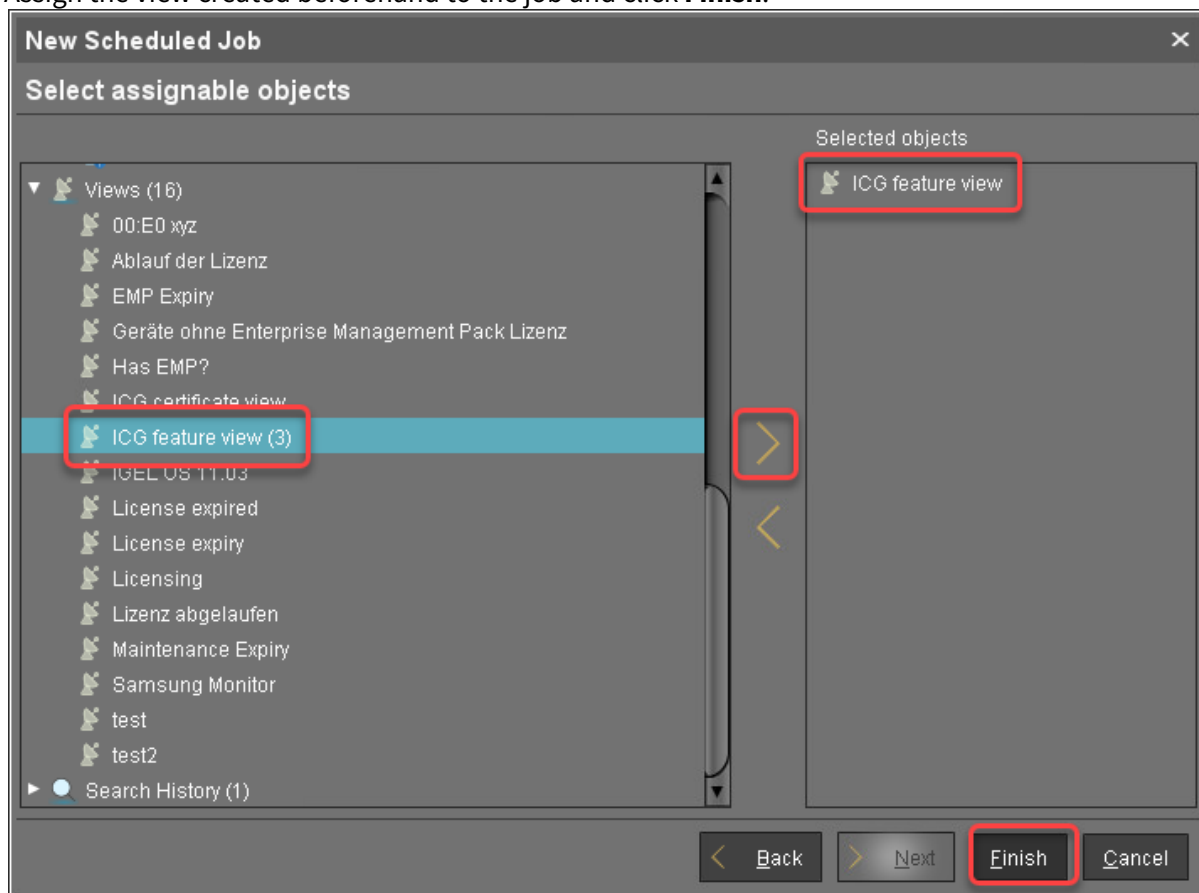 Assign the view created beforehand to the job and click Finish.
New Scheduled Job
Select assignable objects
Selected objects
Views (16)
ICG feature view
00:E0 xyz
Ablauf der Lizenz
EMP Expiry
Geräte ohne Enterprise Management Pack Lizenz
Has EMP?
ICG certificate view
ICG feature view (3)
IGEL OS 11.03
License expired
License expiry
Licensing
Lizenz abgelaufen
Maintenance Expiry
Samsung Monitor
test
test2
Search History (1)
Back Next Finish Cancel